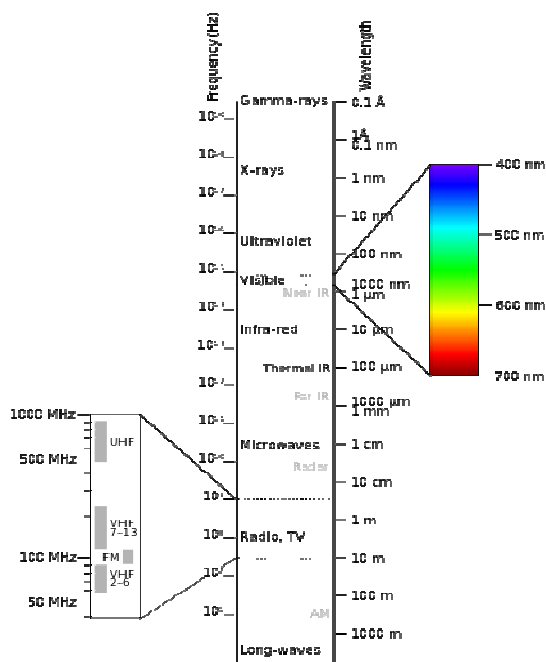 Frequency (Hz)
Wavelength
Gamma-rays
0.1 Å
1Å
0.1 nm
X-rays
1 nm
400 nm
10 nm
Ultraviolet
500 nm
100 nm
Visible
1000 nm
Near IR
1 µm
600 nm
Infra-red
10 µm
Thermal IR
100 µm
700 nm
Far IR
1000 µm
1 mm
1000 MHz
UHF
Microwaves
1 cm
500 MHz
Radar
10 cm
VHF
7-13
1 m
Radio, TW
100 MHz
FM
10 m
VHF
2-6
50 MHz
100 m
AM
1000 m
Long-waves